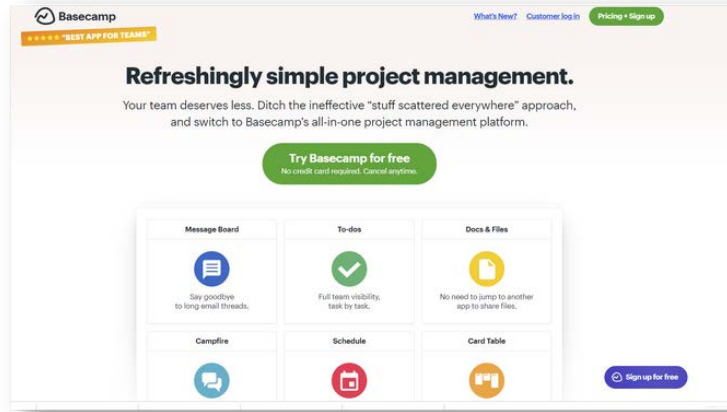 Basecamp
What's New? Customer log in Pricing + Sign up
"BEST APP FOR TEAMS"
Refreshingly simple project management.
Your team deserves less. Ditch the ineffective "stuff scattered everywhere" approach,
and switch to Basecamp's all-in-one project management platform.
Try Basecamp for free
No credit card required. Cancel anytime.
Message Board
Say goodbye
to long email threads.
To-dos
Full team visibility,
task by task.
Docs & Files
No need to jump to another
app to share files.
Campfire
Schedule
Card Table
Sign up for free